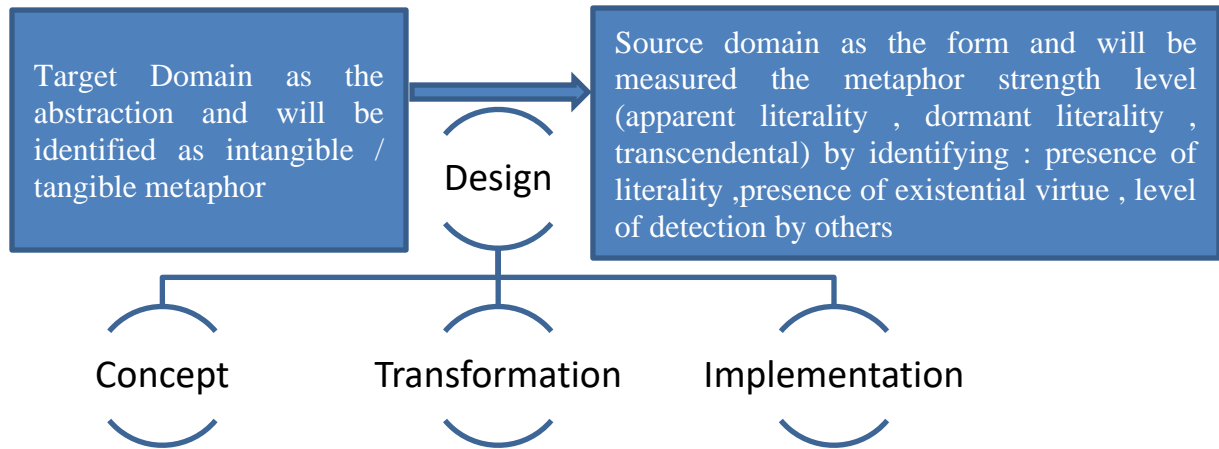 Target Domain as the
abstraction and will be
identified as intangible /
tangible metaphor
Source domain as the form and will be
measured the metaphor strength level
(apparent literality , dormant literality ,
transcendental) by identifying : presence of
literality ,presence of existential virtue , level
of detection by others
Design
Concept
Transformation
Implementation